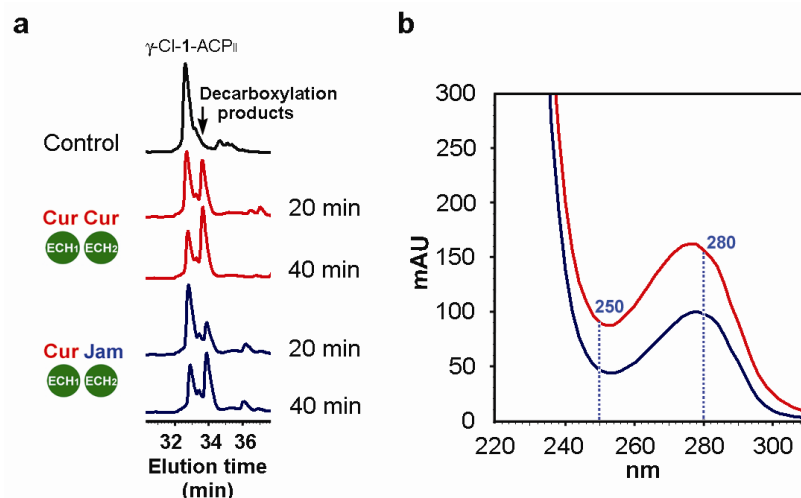 a
γ-Cl-1-ACPII
Decarboxylation
products
Control
Cur Cur
ECH1 ECH2
20 min
40 min
Cur Jam
ECH1 ECH2
20 min
40 min
32 34 36
Elution time
(min)
b
300
250
200
150
100
50
0
mAU
250
280
220 240 260 280 300
nm